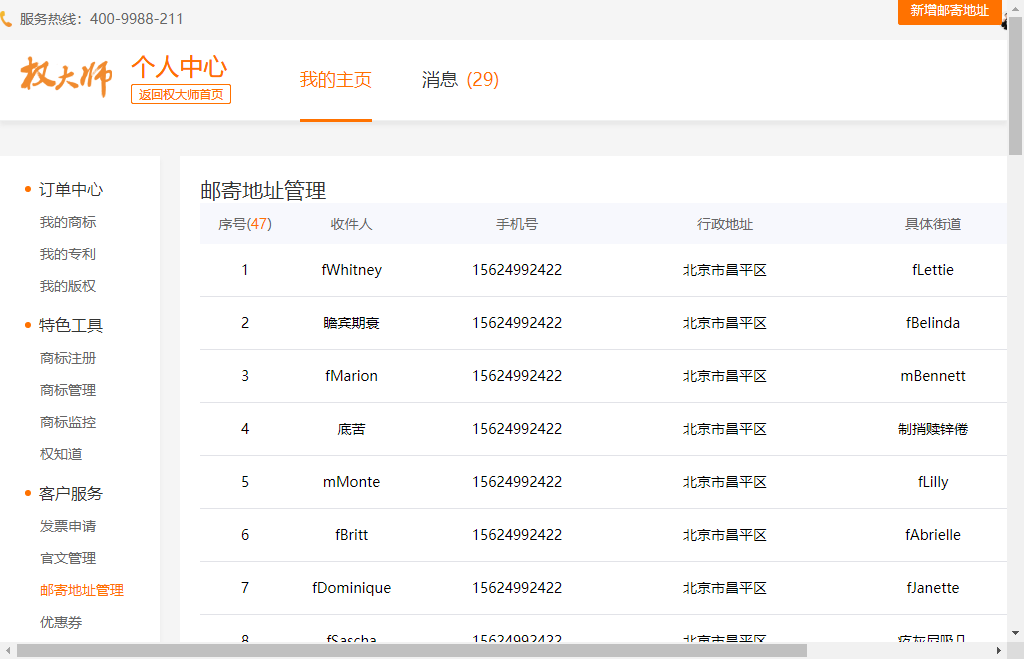 服务热线：400-9988-211
新增邮寄地址
权大师
个人中心
返回权大师首页
我的主页
消息 (29)
订单中心
我的商标
我的专利
我的版权
特色工具
商标注册
商标管理
商标监控
权知道
客户服务
发票申请
官文管理
邮寄地址管理
优惠券
邮寄地址管理
序号(47) 收件人 手机号 行政地址 具体街道
1 fWhitney 15624992422 北京市昌平区 fLettie
2 瞻宾期衰 15624992422 北京市昌平区 fBelinda
3 fMarion 15624992422 北京市昌平区 mBennett
4 底苦 15624992422 北京市昌平区 制捎赎锌倦
5 mMonte 15624992422 北京市昌平区 fLilly
6 fBritt 15624992422 北京市昌平区 fAbrielle
7 fDominique 15624992422 北京市昌平区 fJanette
8 fSascha 15624992422 北京市昌平区